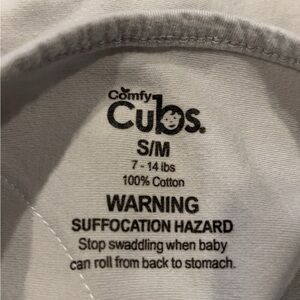 Comfy
Cubs.
S/M
7 - 14 lbs
100% Cotton
WARNING
SUFFOCATION HAZARD
Stop swaddling when baby
can roll from back to stomach.